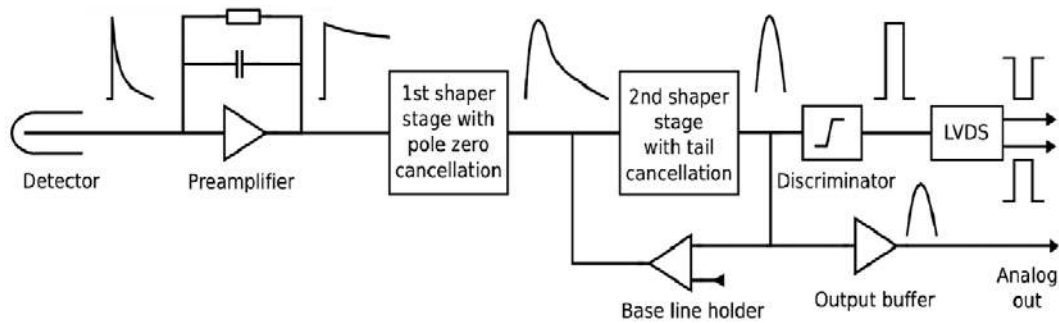 Detector
Preamplifier
1st shaper
stage with
pole zero
cancellation
2nd shaper
stage
with tail
cancellation
Discriminator
LVDS
Base line holder
Output buffer
Analog
out